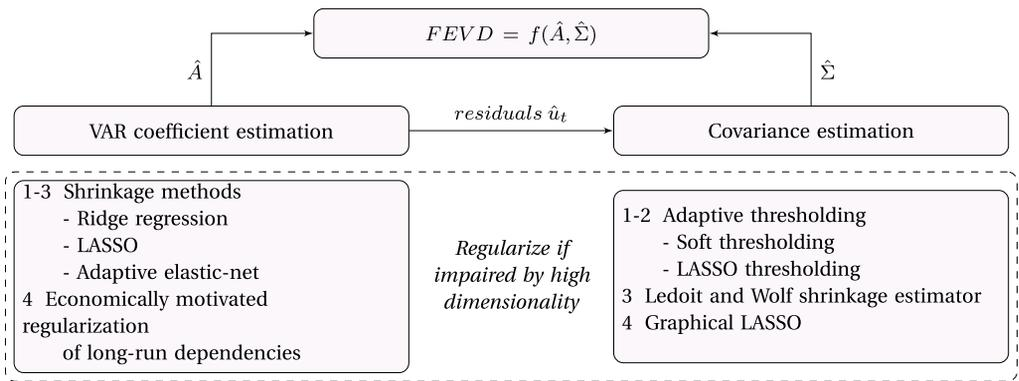 FEVD = f(Â, Σ̂)
Â
Σ̂
VAR coefficient estimation
residuals û_t
Covariance estimation
1-3 Shrinkage methods
- Ridge regression
- LASSO
- Adaptive elastic-net
4 Economically motivated
regularization
of long-run dependencies
Regularize if
impaired by high
dimensionality
1-2 Adaptive thresholding
- Soft thresholding
- LASSO thresholding
3 Ledoit and Wolf shrinkage estimator
4 Graphical LASSO